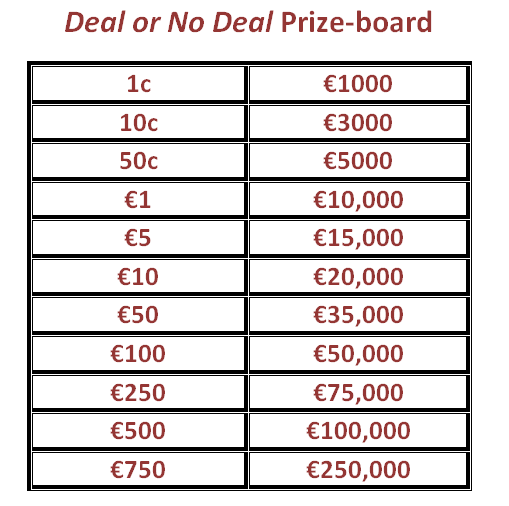 Deal or No Deal Prize-board
1c €1000
10c €3000
50c €5000
€1 €10,000
€5 €15,000
€10 €20,000
€50 €35,000
€100 €50,000
€250 €75,000
€500 €100,000
€750 €250,000